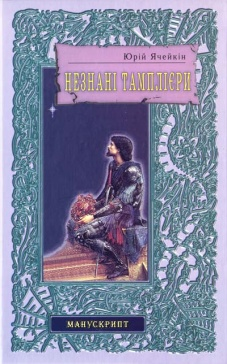 Юрій Ячейкін
НЕЗНАНІ ТАМПЛІЄРИ
МАНУСКРИПТ